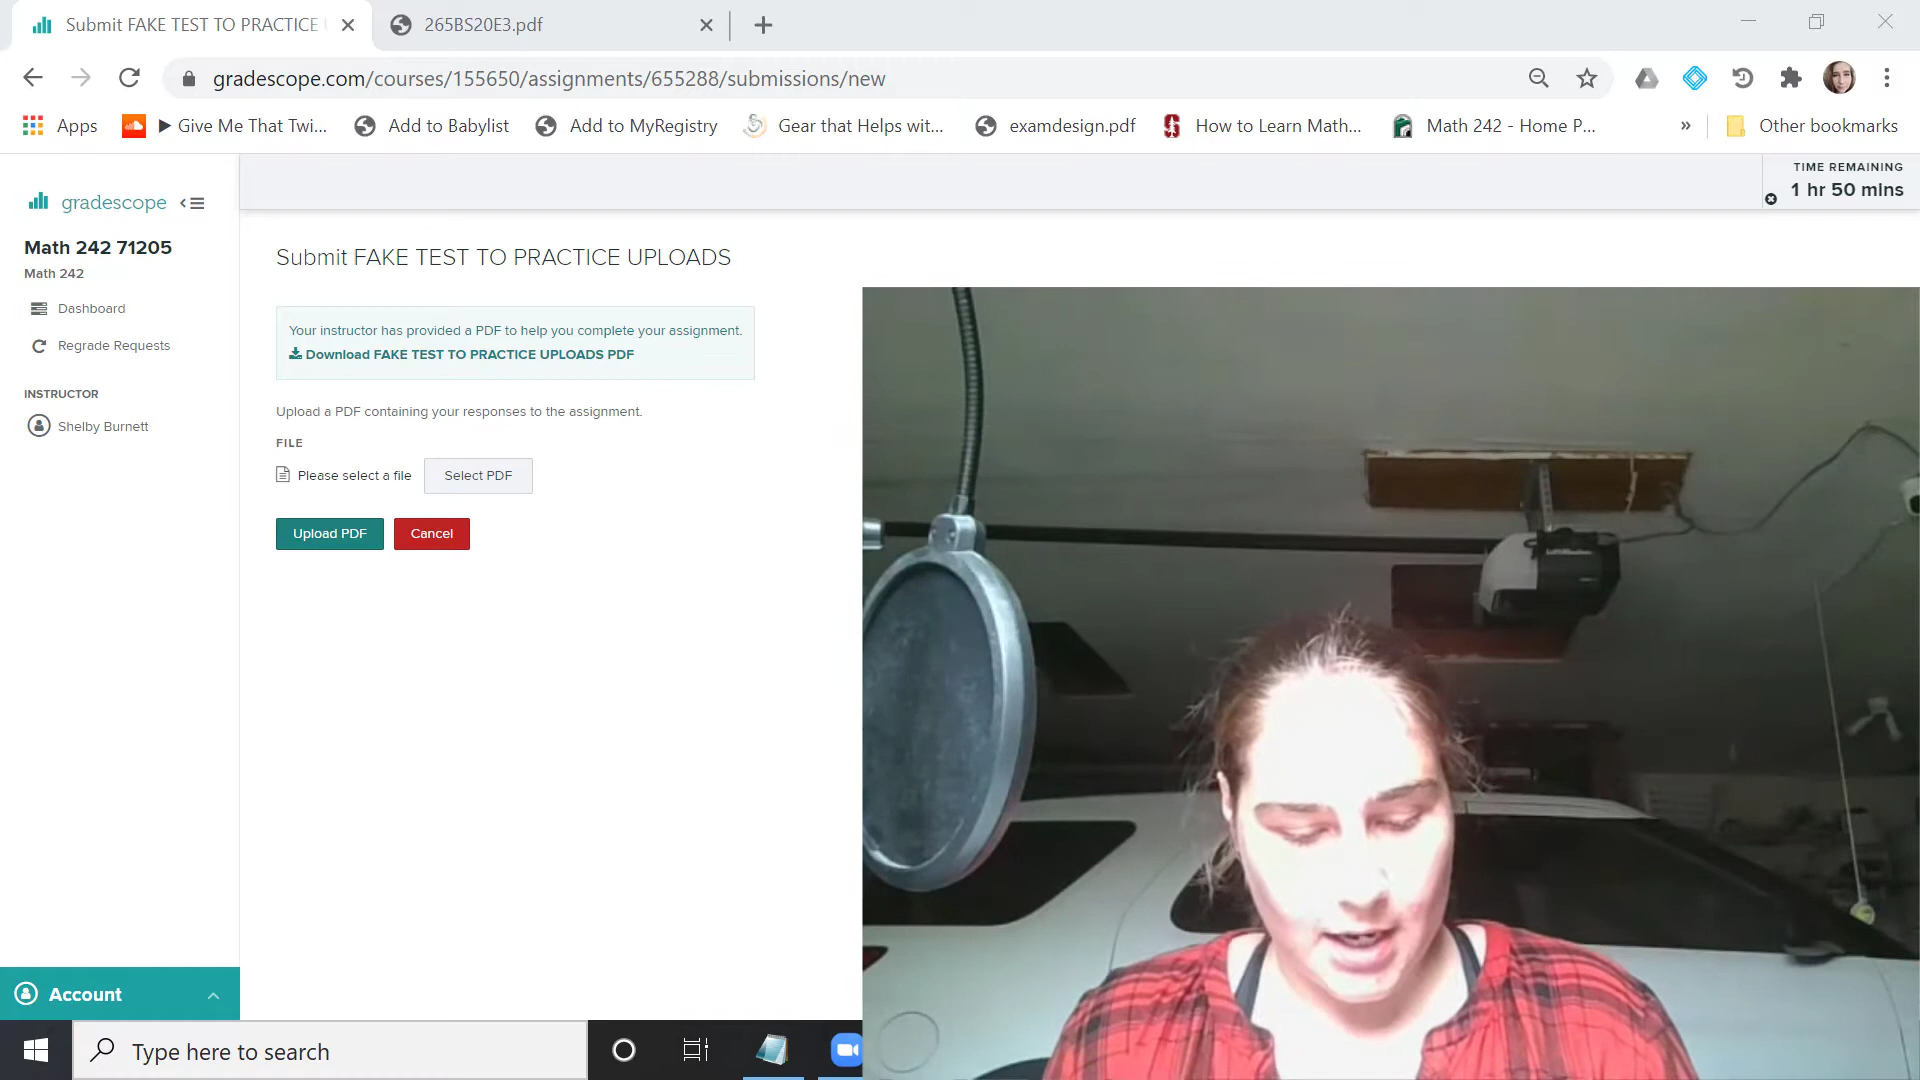 Submit FAKE TEST TO PRACTICE
265BS20E3.pdf
gradescope.com/courses/155650/assignments/655288/submissions/new
Apps
▶ Give Me That Twi...
Add to Babylist
Add to MyRegistry
Gear that Helps wit...
examdesign.pdf
How to Learn Math...
Math 242 - Home P...
»
Other bookmarks
TIME REMAINING
1 hr 50 mins
gradescope
Math 242 71205
Math 242
Dashboard
Regrade Requests
INSTRUCTOR
Shelby Burnett
Submit FAKE TEST TO PRACTICE UPLOADS
Your instructor has provided a PDF to help you complete your assignment.
Download FAKE TEST TO PRACTICE UPLOADS PDF
Upload a PDF containing your responses to the assignment.
FILE
Please select a file
Select PDF
Upload PDF
Cancel
Account
Type here to search